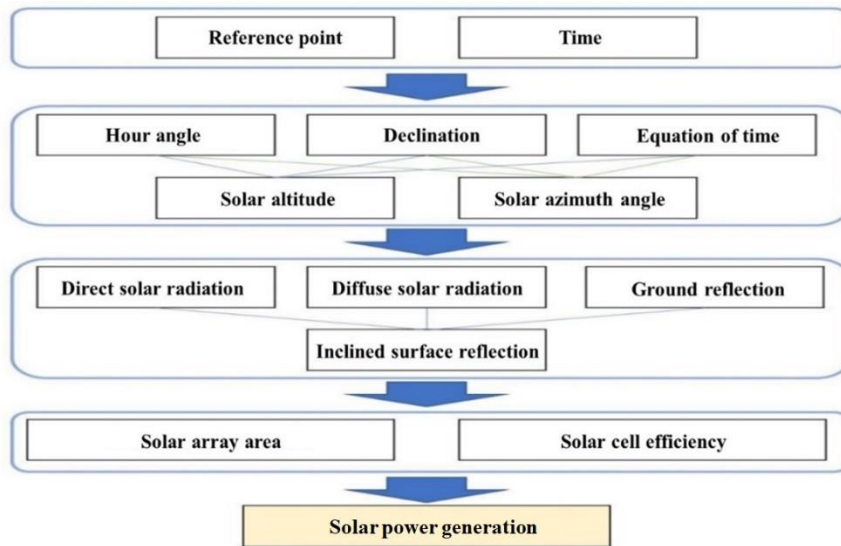 Reference point
Time
Hour angle
Declination
Equation of time
Solar altitude
Solar azimuth angle
Direct solar radiation
Diffuse solar radiation
Ground reflection
Inclined surface reflection
Solar array area
Solar cell efficiency
Solar power generation